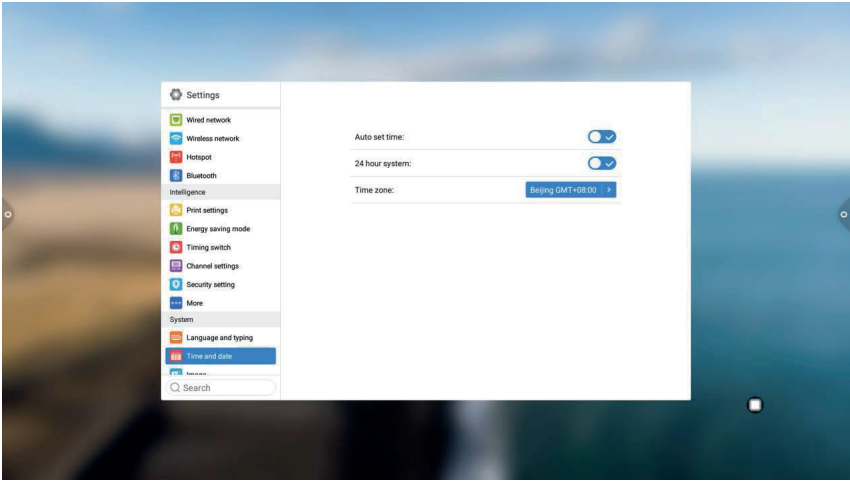 Settings
Wired network
Wireless network
Hotspot
Bluetooth
Intelligence
Print settings
Energy saving mode
Timing switch
Channel settings
Security setting
More
System
Language and typing
Time and date
Image
Search
Auto set time:
24 hour system:
Time zone: Beijing GMT+08:00 >